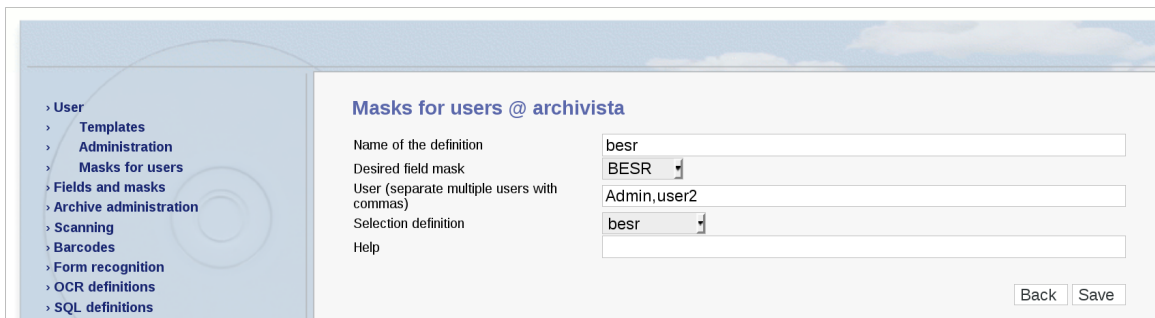 › User
› Templates
› Administration
› Masks for users
› Fields and masks
› Archive administration
› Scanning
› Barcodes
› Form recognition
› OCR definitions
› SQL definitions
Masks for users @ archivista
Name of the definition besr
Desired field mask BESR
User (separate multiple users with
commas) Admin,user2
Selection definition besr
Help
Back Save